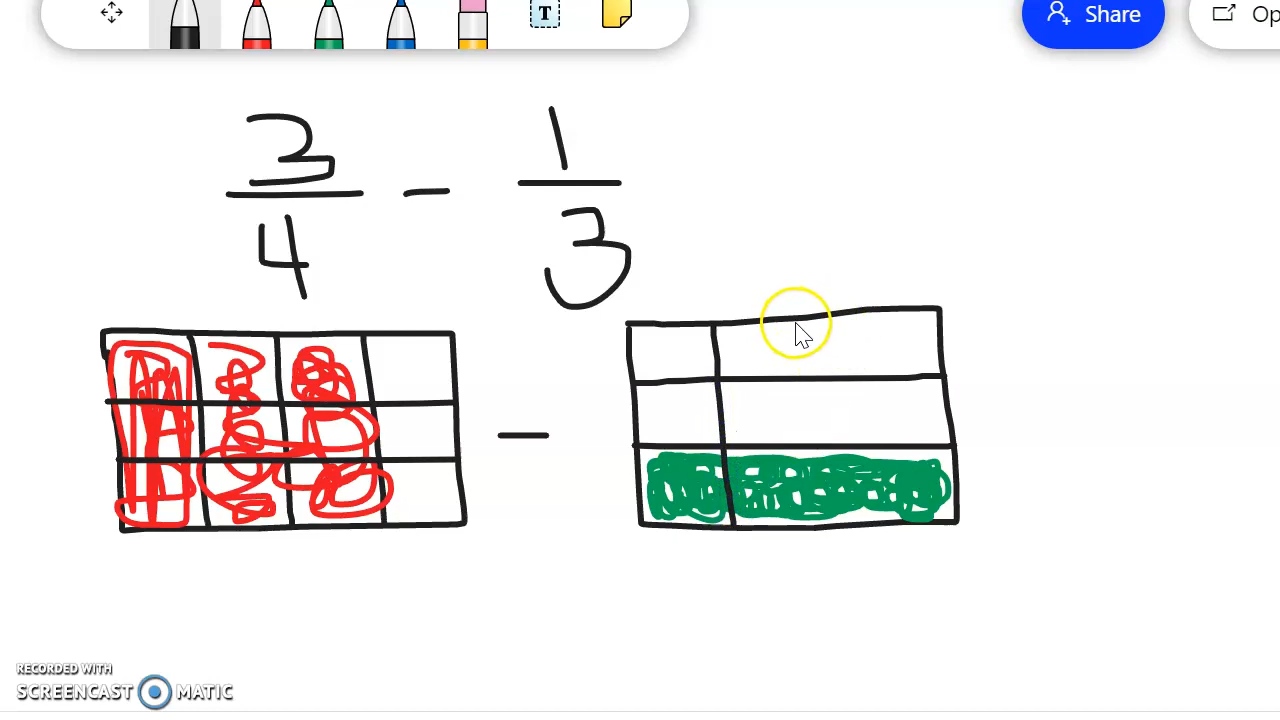 T Share Op
3/4 - 1/3
-
RECORDED WITH
SCREENCAST MATIC